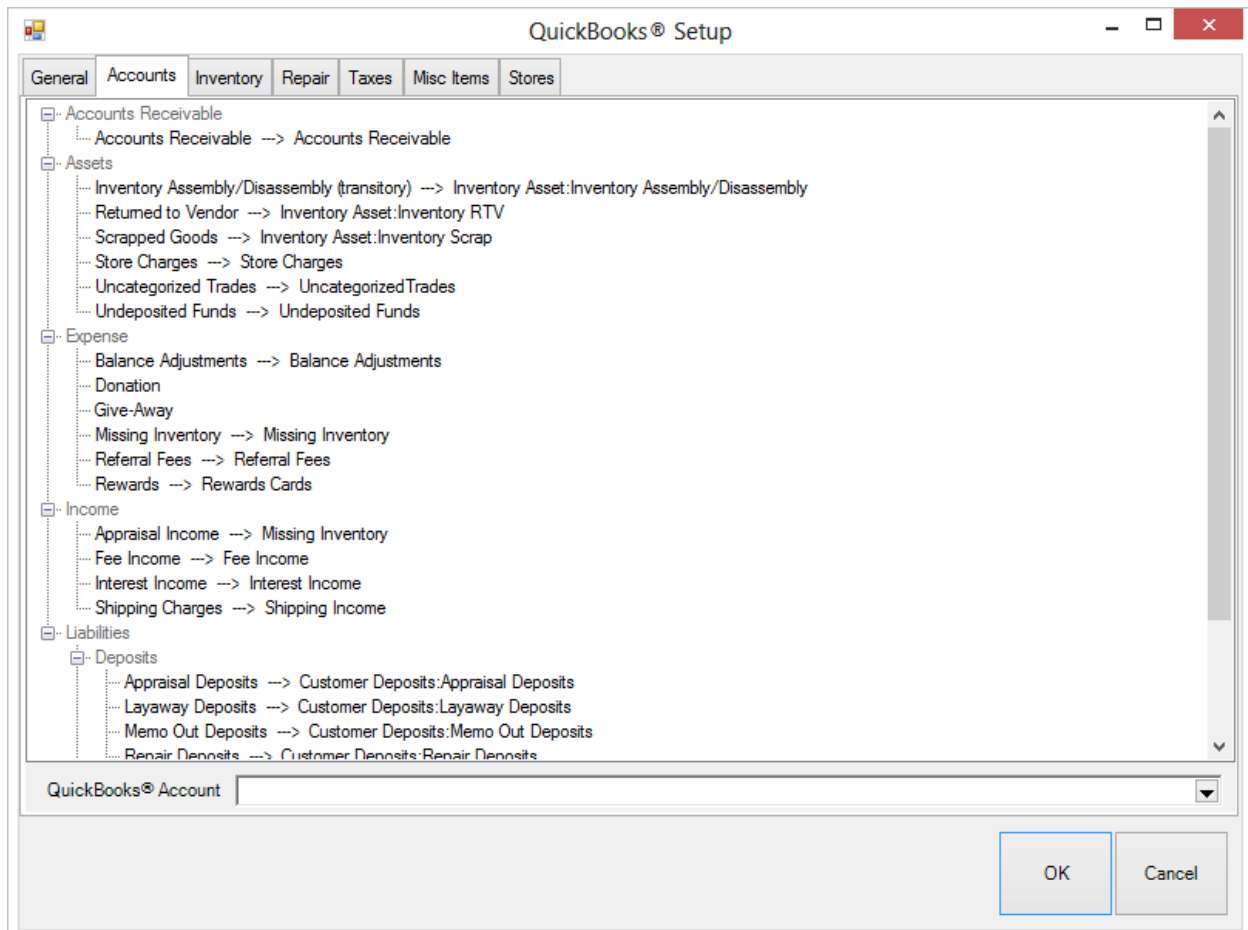 QuickBooks® Setup
General Accounts Inventory Repair Taxes Misc Items Stores
Accounts Receivable
Accounts Receivable ---> Accounts Receivable
Assets
Inventory Assembly/Disassembly (transitory) ---> Inventory Asset:Inventory Assembly/Disassembly
Returned to Vendor ---> Inventory Asset:Inventory RTV
Scrapped Goods ---> Inventory Asset:Inventory Scrap
Store Charges ---> Store Charges
Uncategorized Trades ---> UncategorizedTrades
Undeposited Funds ---> Undeposited Funds
Expense
Balance Adjustments ---> Balance Adjustments
Donation
Give-Away
Missing Inventory ---> Missing Inventory
Referral Fees ---> Referral Fees
Rewards ---> Rewards Cards
Income
Appraisal Income ---> Missing Inventory
Fee Income ---> Fee Income
Interest Income ---> Interest Income
Shipping Charges ---> Shipping Income
Liabilities
Deposits
Appraisal Deposits ---> Customer Deposits:Appraisal Deposits
Layaway Deposits ---> Customer Deposits:Layaway Deposits
Memo Out Deposits ---> Customer Deposits:Memo Out Deposits
Repair Deposits ---> Customer Deposits:Repair Deposits
QuickBooks® Account
OK Cancel